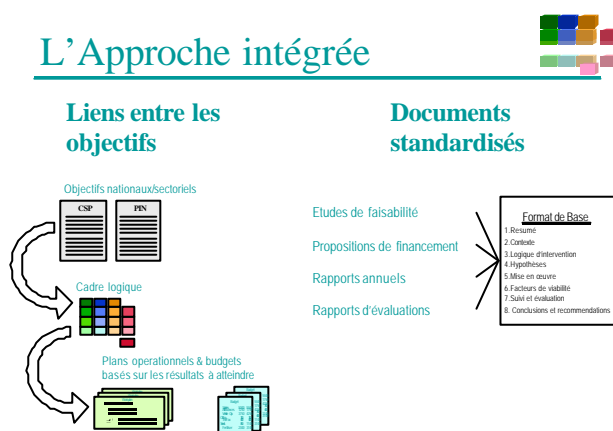 L'Approche intégrée
Liens entre les
objectifs
Objectifs nationaux/sectoriels
CSP
PIN
Cadre logique
Plans operationnels & budgets
basés sur les résultats à atteindre
Budget
Documents
standardisés
Etudes de faisabilité
Propositions de financement
Rapports annuels
Rapports d'évaluations
Format de Base
1.Resumé
2.Contexte
3.Logique d'intervention
4.Hypothèses
5.Mise en œuvre
6.Facteurs de viabilité
7.Suivi et évaluation
8. Conclusions et recommendations